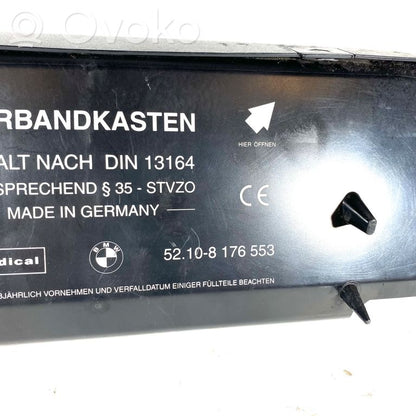 © Ovoko
RBANDKASTEN
HIER ÖFFNEN
ALT NACH DIN 13164
SPRECHEND § 35 - STVZO
CE
MADE IN GERMANY
dical
BMW
52.10-8 176 553
BJÄHRLICH VORNEHMEN UND VERFALLDATUM EINIGER FÜLLTEILE BEACHTEN